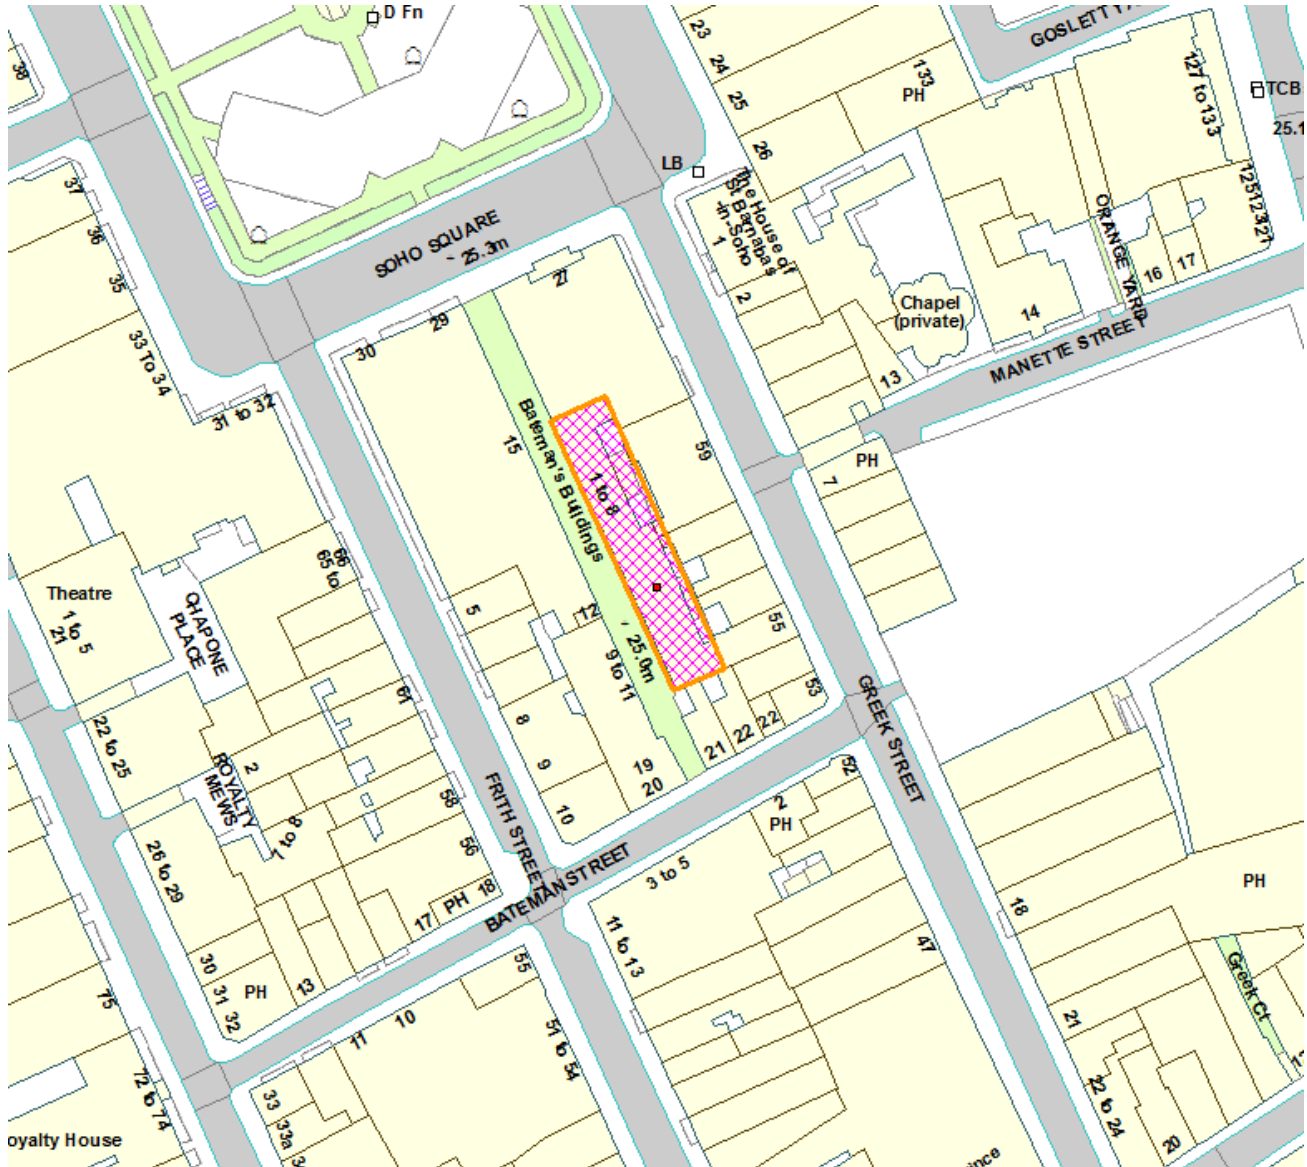 D Fn
GOSLETT YA
38
23
24
25
26
133
PH
127 to 133
TCB
25.1
LB
The House of
St Barnabas
-in-Soho
37
36
35
33 To 34
31 to 32
SOHO SQUARE
25.3m
27
29
30
1
2
125
123
121
ORANGE YARD
16
17
14
Chapel
(private)
MANETTE STREET
13
PH
7
59
Bateman's Buildings
15
1 to 8
66
65 to
Theatre
1 to 5
21
CHAPONE
PLACE
5
12
25.0m
9 to 11
55
53
61
22 to 25
ROYALTY
MEWS
2
1 to 8
8
9
10
19
20
21
22
22
GREEK STREET
FRITH STREET
58
56
26 to 29
BATEMAN STREET
52
2
PH
3 to 5
17
PH
18
30
31
32
PH
13
11
10
55
11 to 13
47
18
PH
Greek Ct
75
72 to 74
51 to 54
21
22 to 24
20
33
33a
oyalty House
nce